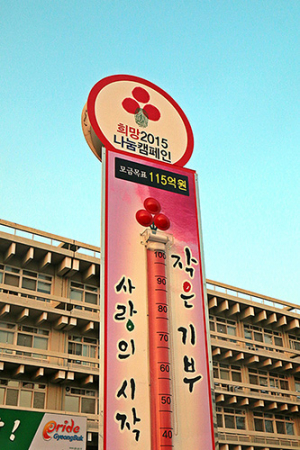 희망2015
나눔캠페인
모금목표 115억원
작은 기부
사랑의 시작
100
90
80
70
60
50
40
Pride
Gyeongbuk